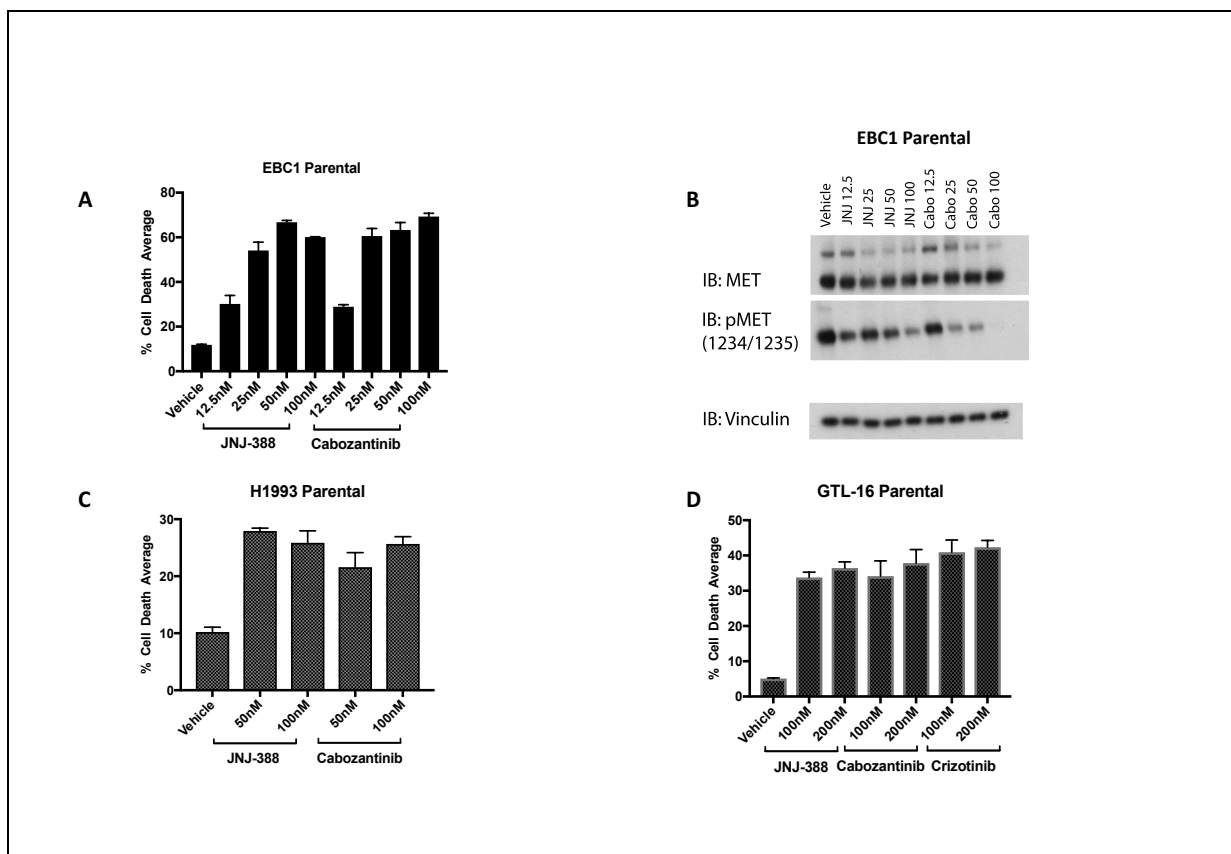 A
EBC1 Parental
% Cell Death Average
80
60
40
20
0
Vehicle
12.5nM
25nM
50nM
100nM
12.5nM
25nM
50nM
100nM
JNJ-388
Cabozantinib
B
EBC1 Parental
Vehicle
JNJ 12.5
JNJ 25
JNJ 50
JNJ 100
Cabo 12.5
Cabo 25
Cabo 50
Cabo 100
IB: MET
IB: pMET
(1234/1235)
IB: Vinculin
C
H1993 Parental
% Cell Death Average
30
20
10
0
Vehicle
50nM
100nM
50nM
100nM
JNJ-388
Cabozantinib
D
GTL-16 Parental
% Cell Death Average
50
40
30
20
10
0
Vehicle
100nM
200nM
100nM
200nM
100nM
200nM
JNJ-388
Cabozantinib
Crizotinib